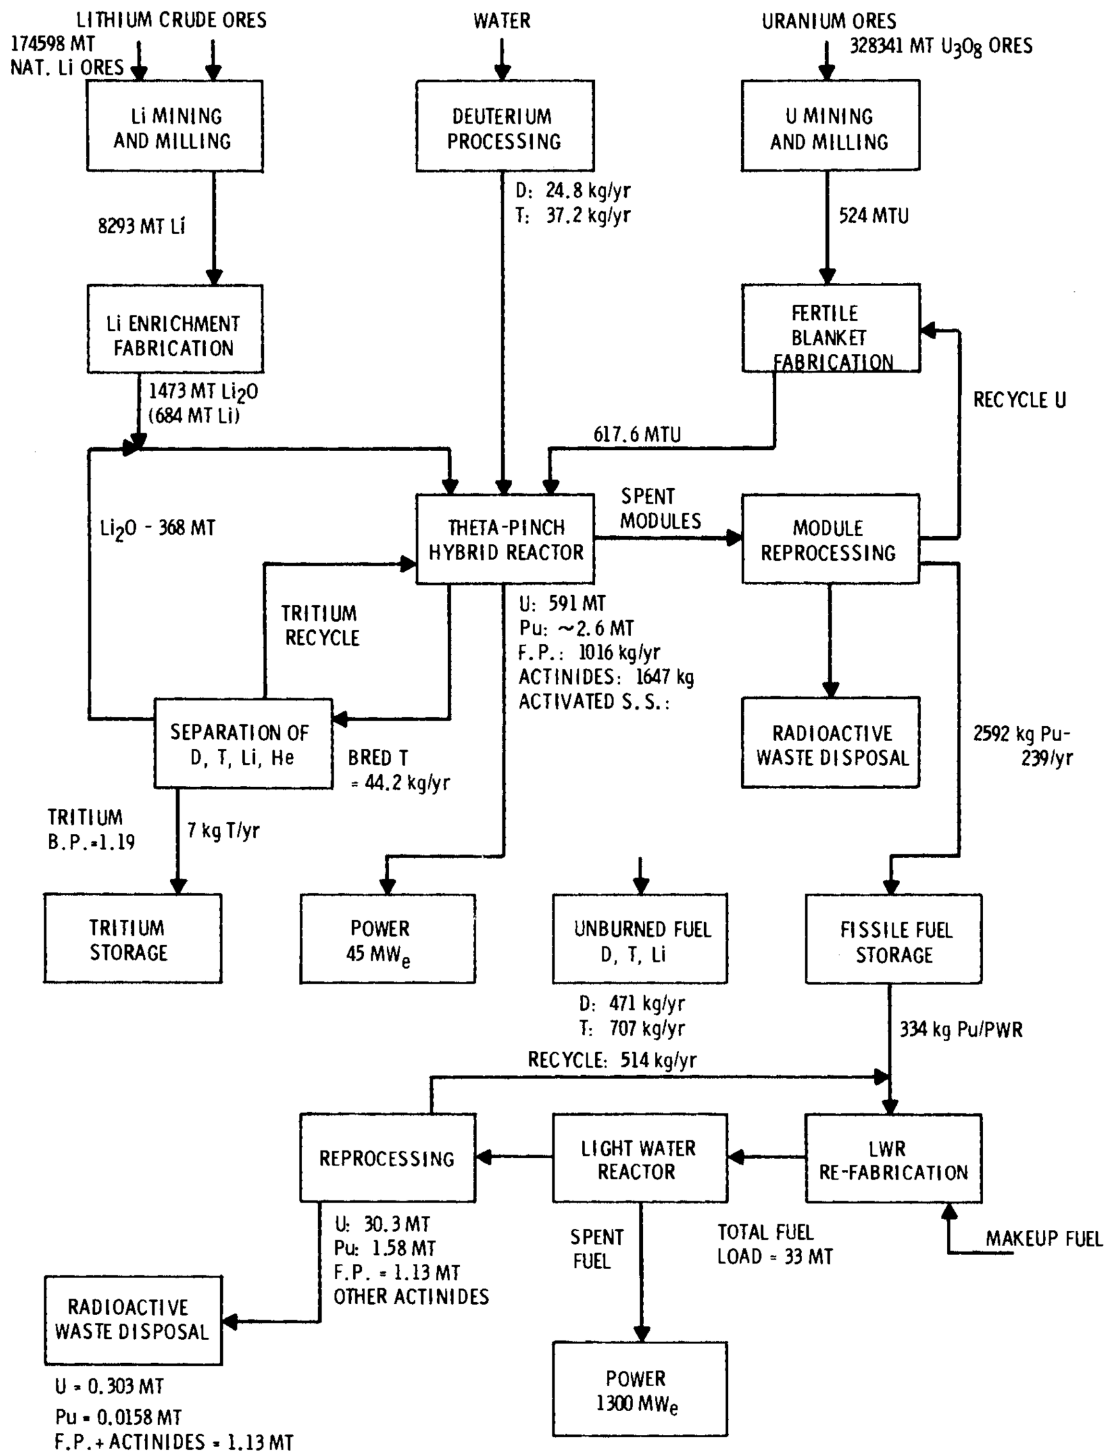 LITHIUM CRUDE ORES
174598 MT
NAT. Li ORES
WATER
URANIUM ORES
328341 MT U3O8 ORES
Li MINING
AND MILLING
DEUTERIUM
PROCESSING
U MINING
AND MILLING
D: 24.8 kg/yr
T: 37.2 kg/yr
8293 MT Li
524 MTU
Li ENRICHMENT
FABRICATION
FERTILE
BLANKET
FABRICATION
1473 MT Li2O
(684 MT Li)
RECYCLE U
617.6 MTU
Li2O - 368 MT
THETA-PINCH
HYBRID REACTOR
SPENT
MODULES
MODULE
REPROCESSING
TRITIUM
RECYCLE
U: 591 MT
Pu: ~2.6 MT
F.P.: 1016 kg/yr
ACTINIDES: 1647 kg
ACTIVATED S.S.:
SEPARATION OF
D, T, Li, He
BRED T
= 44.2 kg/yr
RADIOACTIVE
WASTE DISPOSAL
2592 kg Pu-
239/yr
TRITIUM
B.P.=1.19
7 kg T/yr
TRITIUM
STORAGE
POWER
45 MWe
UNBURNED FUEL
D, T, Li
FISSILE FUEL
STORAGE
D: 471 kg/yr
T: 707 kg/yr
334 kg Pu/PWR
RECYCLE: 514 kg/yr
REPROCESSING
LIGHT WATER
REACTOR
LWR
RE-FABRICATION
U: 30.3 MT
Pu: 1.58 MT
F.P. = 1.13 MT
OTHER ACTINIDES
SPENT
FUEL
TOTAL FUEL
LOAD = 33 MT
MAKEUP FUEL
RADIOACTIVE
WASTE DISPOSAL
POWER
1300 MWe
U = 0.303 MT
Pu = 0.0158 MT
F.P.+ ACTINIDES = 1.13 MT